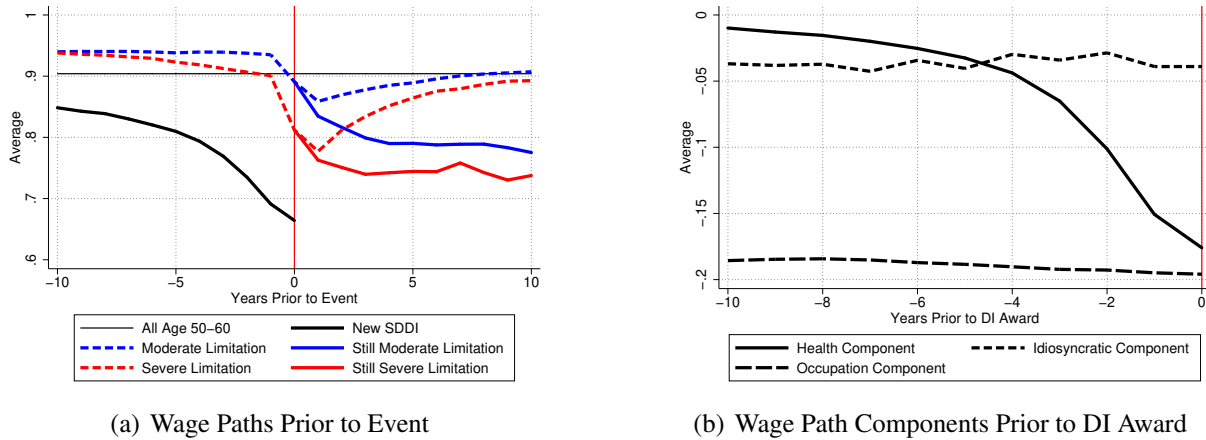 1
.9
.8
.7
.6
Average
−10
−5
0
5
10
Years Prior to Event
All Age 50−60
New SDDI
Moderate Limitation
Still Moderate Limitation
Severe Limitation
Still Severe Limitation
(a) Wage Paths Prior to Event
0
−.05
−.1
−.15
−.2
Average
−10
−8
−6
−4
−2
0
Years Prior to DI Award
Health Component
Idiosyncratic Component
Occupation Component
(b) Wage Path Components Prior to DI Award